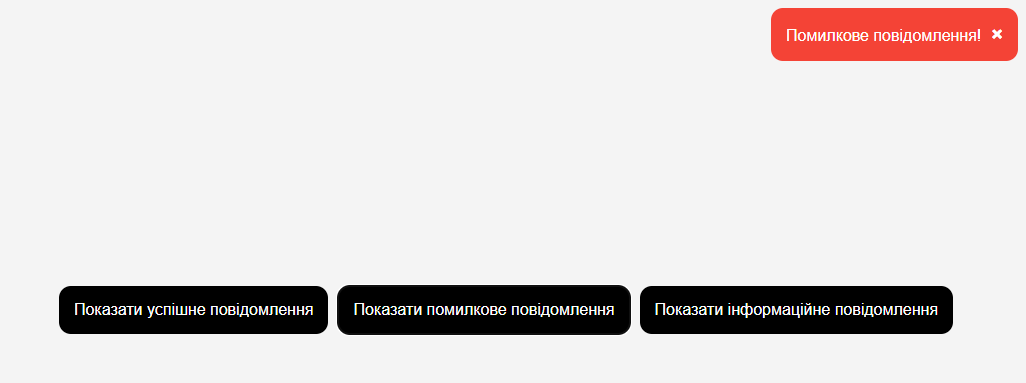 Помилкове повідомлення! ✖
Показати успішне повідомлення
Показати помилкове повідомлення
Показати інформаційне повідомлення